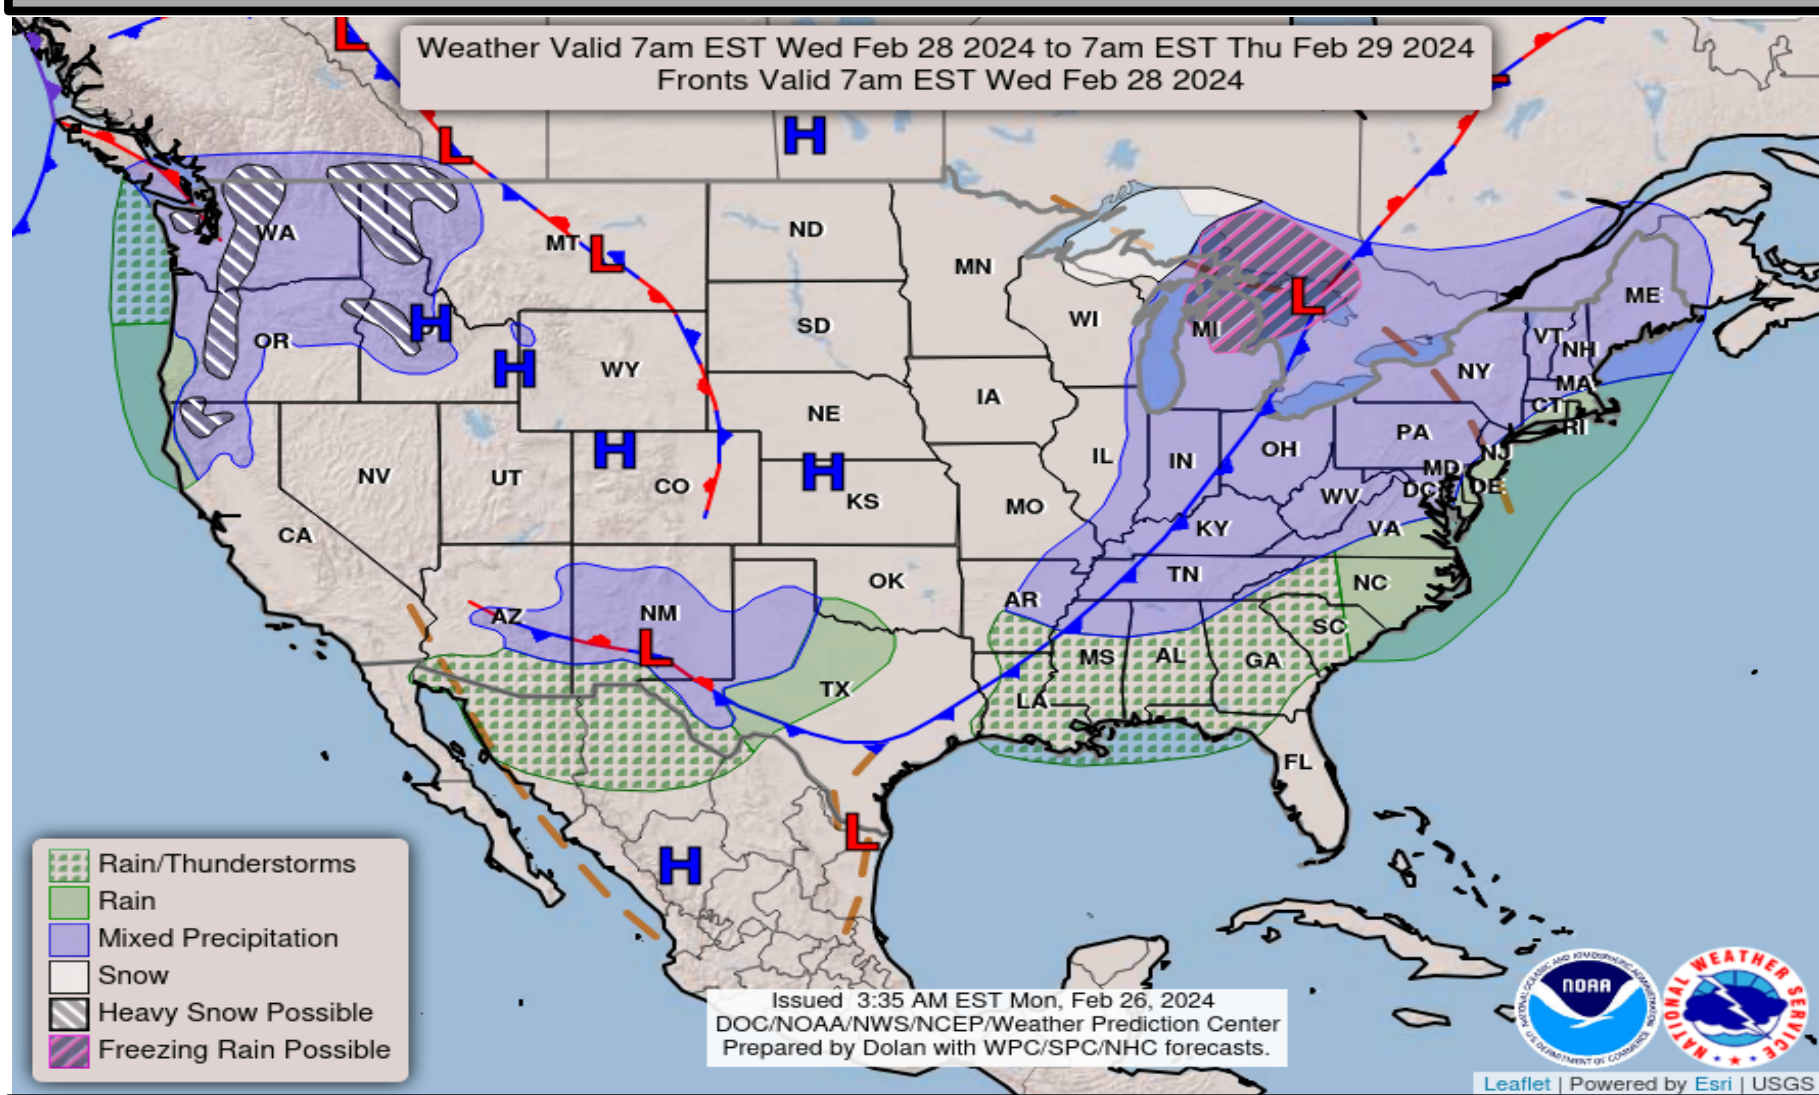 Weather Valid 7am EST Wed Feb 28 2024 to 7am EST Thu Feb 29 2024
Fronts Valid 7am EST Wed Feb 28 2024
L
H
L
WA
MT
L
ND
MN
L
ME
OR
H
H
WY
SD
WI
MI
VT
NH
NY
MA
CT
RI
NE
IA
PA
NV
UT
H
CO
H
KS
IL
IN
OH
NJ
MD
DE
DC
WV
VA
MO
KY
CA
AZ
NM
L
OK
AR
TN
NC
SC
TX
MS
AL
GA
LA
FL
L
H
Rain/Thunderstorms
Rain
Mixed Precipitation
Snow
Heavy Snow Possible
Freezing Rain Possible
Issued 3:35 AM EST Mon, Feb 26, 2024
DOC/NOAA/NWS/NCEP/Weather Prediction Center
Prepared by Dolan with WPC/SPC/NHC forecasts.
NOAA
NATIONAL WEATHER SERVICE
Leaflet | Powered by Esri | USGS